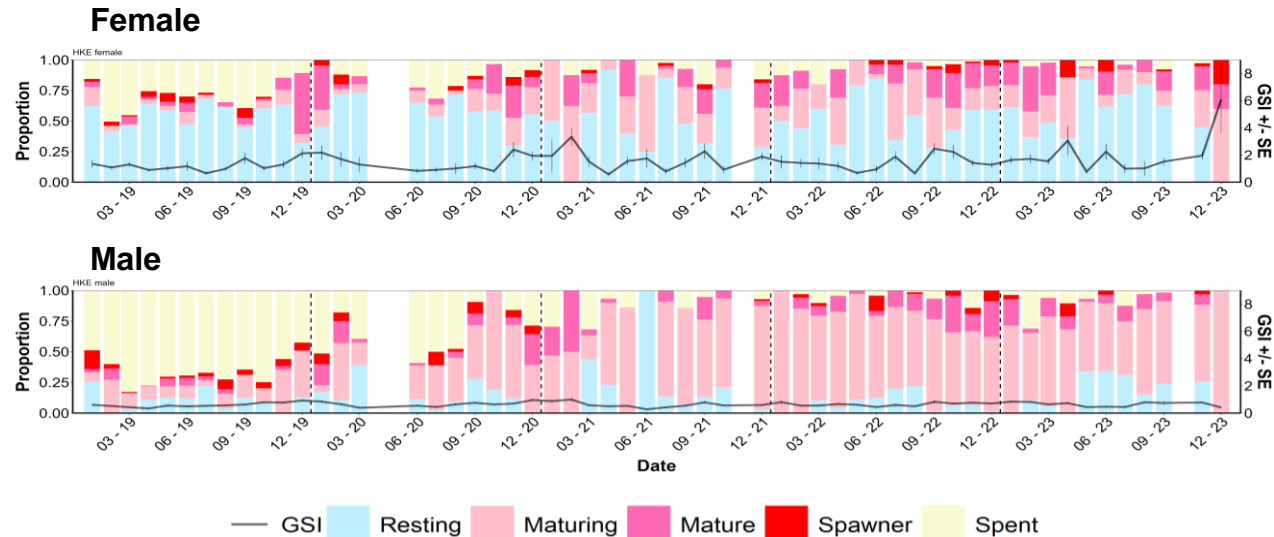 Female
HKE female
Proportion
1.00
0.75
0.50
0.25
0.00
GSI +/- SE
8
6
4
2
0
03 - 19
06 - 19
09 - 19
12 - 19
03 - 20
06 - 20
09 - 20
12 - 20
03 - 21
06 - 21
09 - 21
12 - 21
03 - 22
06 - 22
09 - 22
12 - 22
03 - 23
06 - 23
09 - 23
12 - 23
Male
HKE male
Proportion
1.00
0.75
0.50
0.25
0.00
GSI +/- SE
8
6
4
2
0
03 - 19
06 - 19
09 - 19
12 - 19
03 - 20
06 - 20
09 - 20
12 - 20
03 - 21
06 - 21
09 - 21
12 - 21
03 - 22
06 - 22
09 - 22
12 - 22
03 - 23
06 - 23
09 - 23
12 - 23
Date
GSI Resting Maturing Mature Spawner Spent